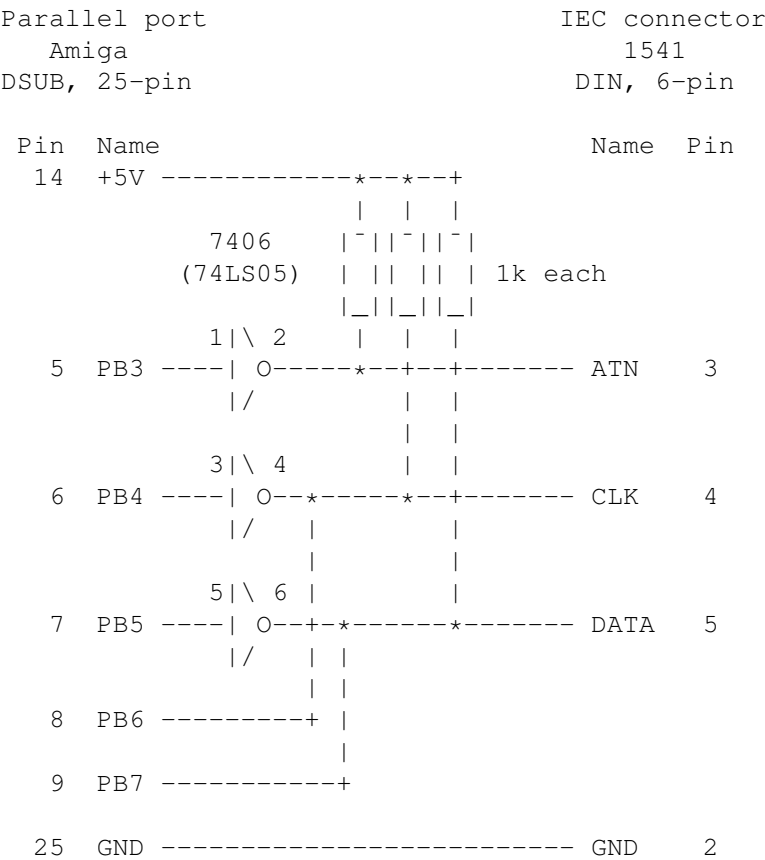 Parallel port                      IEC connector
   Amiga                               1541
DSUB, 25-pin                        DIN, 6-pin

 Pin  Name                           Name  Pin
  14  +5V ------------*--*--+
                      |  |  |
             7406    |¯||¯||¯|
           (74LS05)  | || || | 1k each
                     |_||_||_|
             1|\ 2    |  |  |
   5  PB3 ----| O-----*--+--+------- ATN    3
              |/         |  |
                         |  |
             3|\ 4       |  |
   6  PB4 ----| O--*-----*--+------- CLK    4
              |/   |        |
                   |        |
             5|\ 6 |        |
   7  PB5 ----| O--+-*------*------- DATA   5
              |/   | |
                   | |
   8  PB6 ---------+ |
                     |
   9  PB7 -----------+

  25  GND -------------------------- GND    2